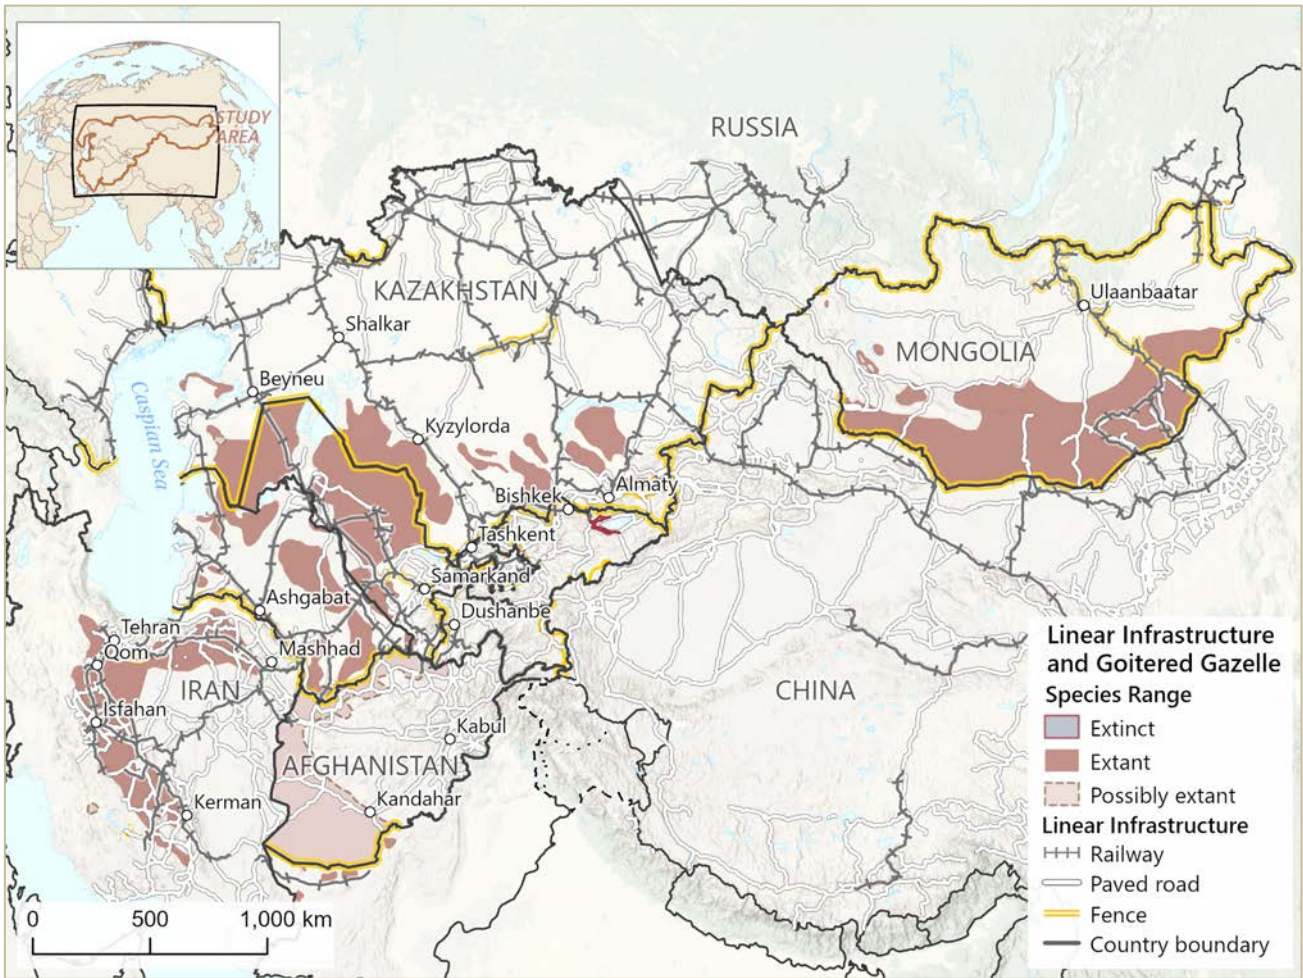 STUDY
AREA
RUSSIA
KAZAKHSTAN
Ulaanbaatar
Shalkar
MONGOLIA
Beyneu
Caspian Sea
Kyzylorda
Almaty
Bishkek
Tashkent
Samarkand
Ashgabat
Dushanbe
Tehran
Qom
Mashhad
IRAN
CHINA
Isfahan
Kabul
AFGHANISTAN
Kerman
Kandahar
0 500 1,000 km
Linear Infrastructure
and Goitered Gazelle
Species Range
Extinct
Extant
Possibly extant
Linear Infrastructure
Railway
Paved road
Fence
Country boundary